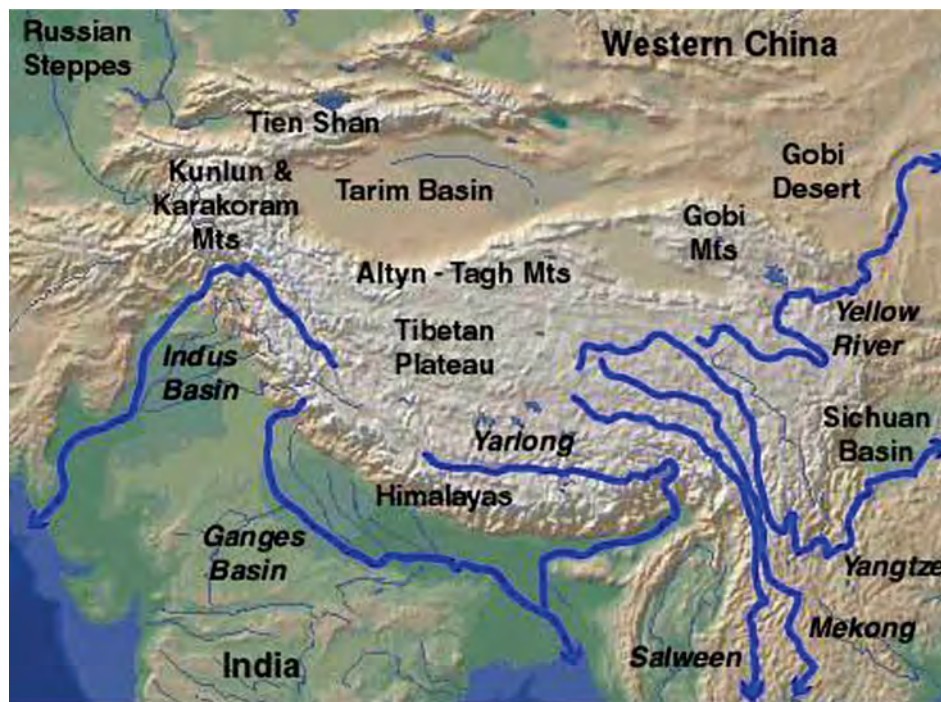 Russian
Steppes
Western China
Tien Shan
Kunlun &
Karakoram
Mts
Tarim Basin
Gobi
Desert
Gobi
Mts
Altyn - Tagh Mts
Tibetan
Plateau
Yellow
River
Indus
Basin
Sichuan
Basin
Yarlong
Himalayas
Ganges
Basin
Yangtze
Mekong
Salween
India